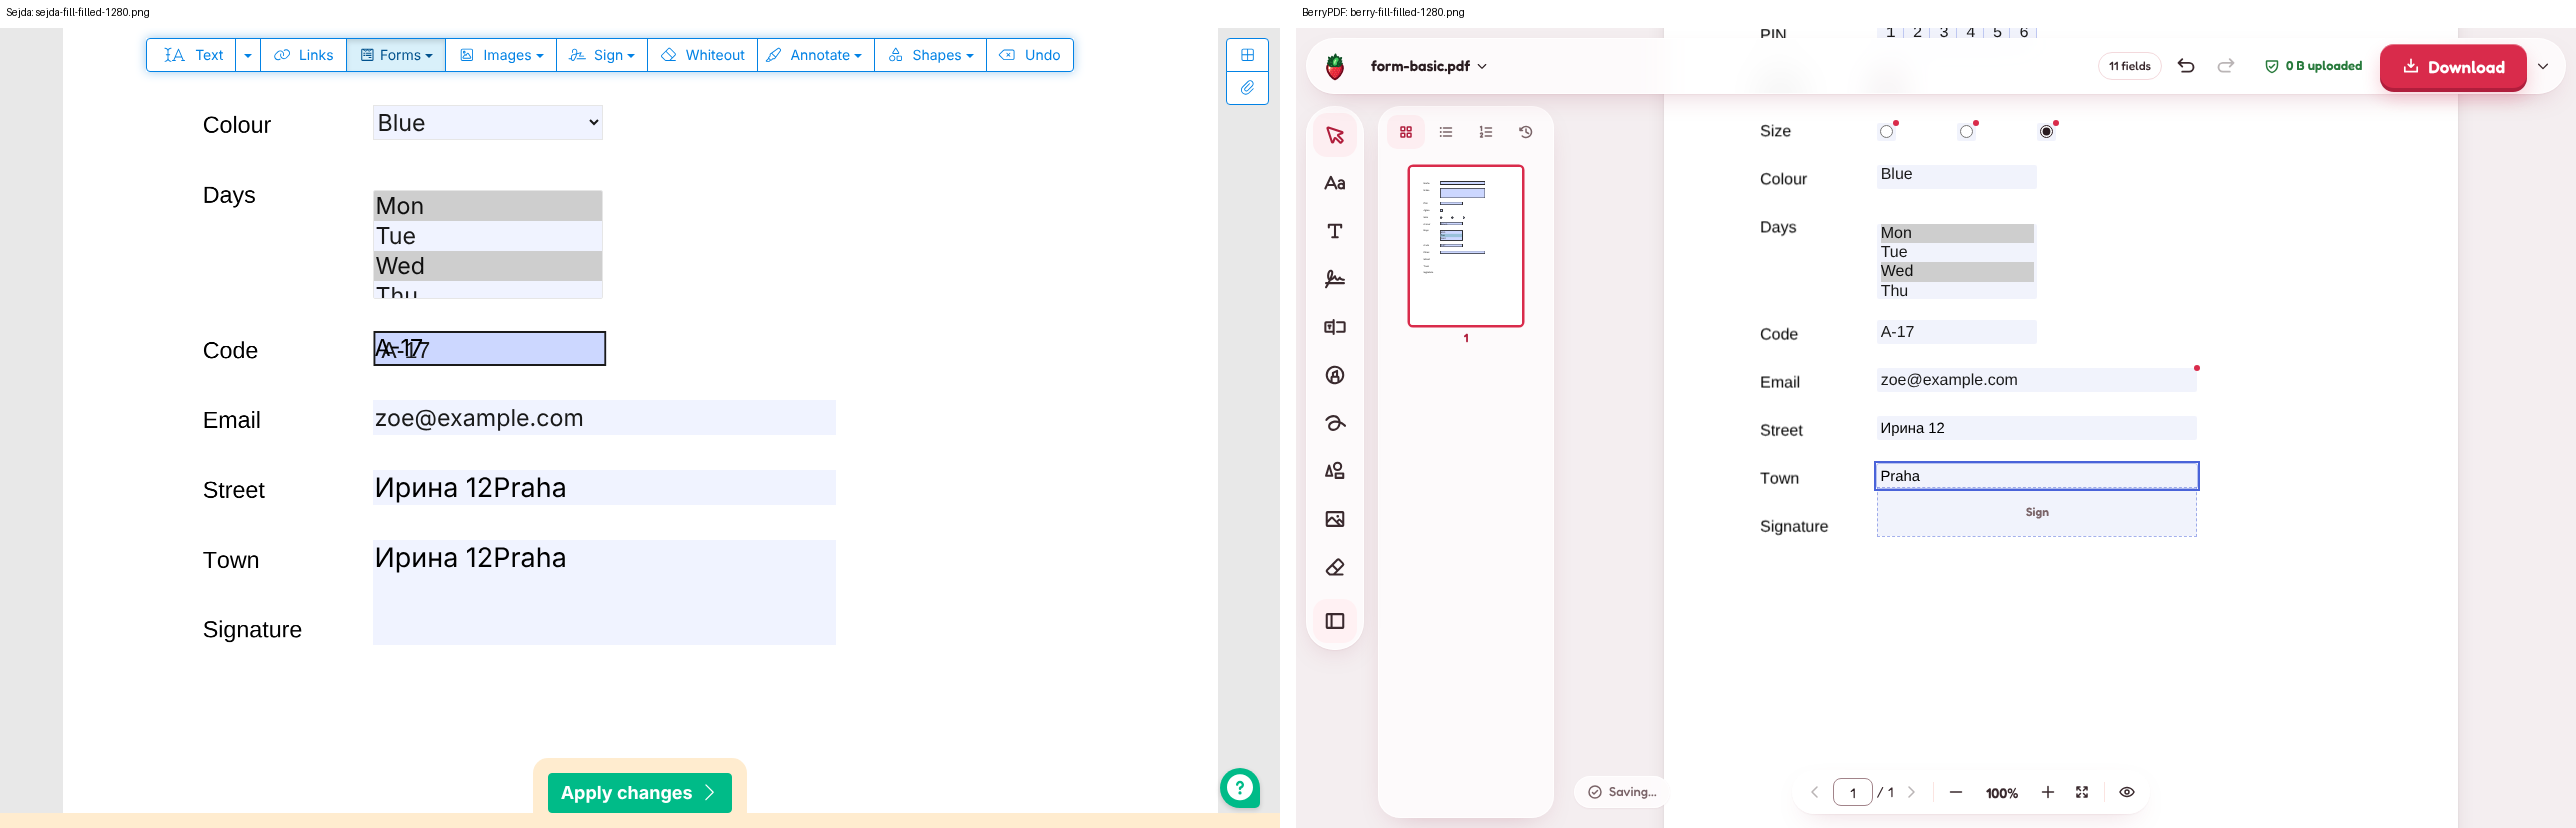 Sejda: sejda-fill-filled-1280.png
Text
Links
Forms
Images
Sign
Whiteout
Annotate
Shapes
Undo
Colour
Blue
Days
Mon
Tue
Wed
Thu
Code
A-17
A-17
Email
zoe@example.com
Street
Ирина 12Praha
Town
Ирина 12Praha
Signature
Apply changes
?
BerryPDF: berry-fill-filled-1280.png
PIN
1 2 3 4 5 6
form-basic.pdf
11 fields
0 B uploaded
Download
Aa
T
1
Size
Colour
Blue
Days
Mon
Tue
Wed
Thu
Code
A-17
Email
zoe@example.com
Street
Ирина 12
Town
Praha
Signature
Sign
Saving...
1 / 1
100%